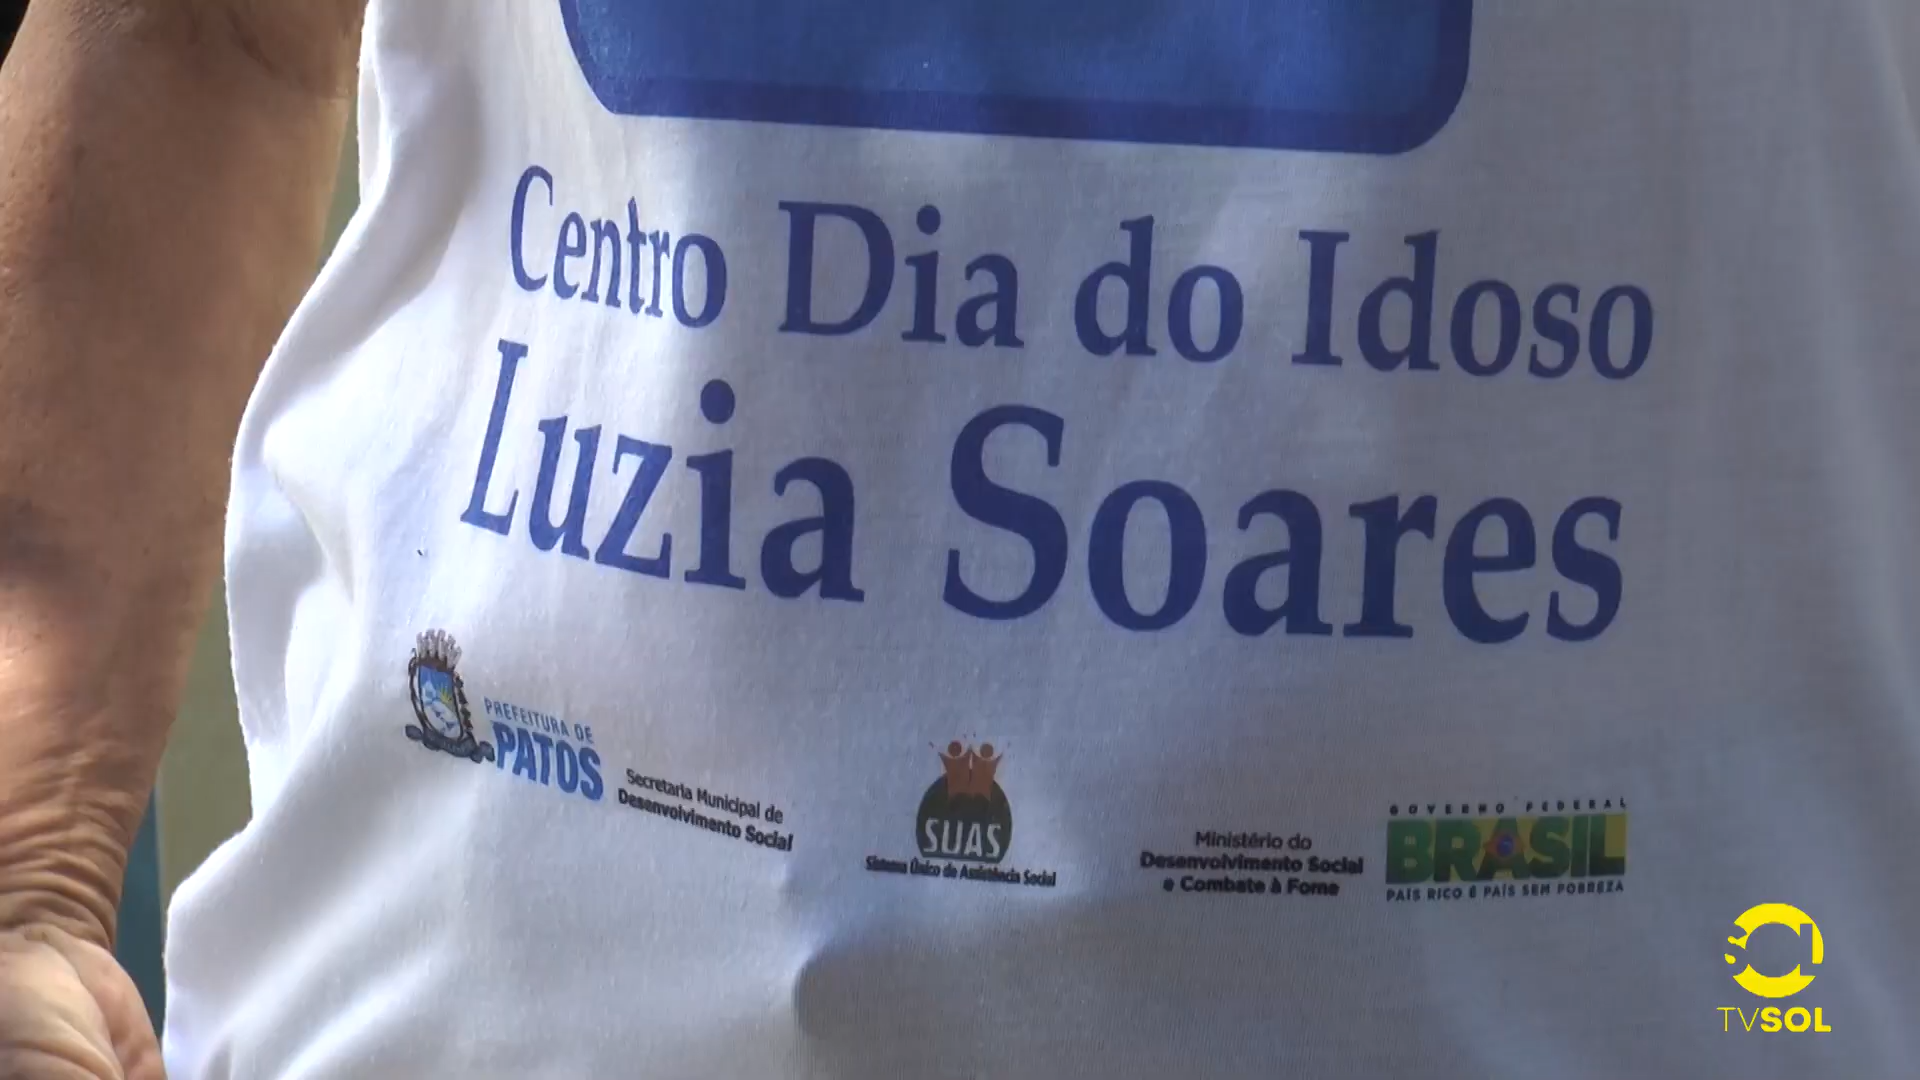 Centro Dia do Idoso
Luzia Soares
PREFEITURA DE
PATOS
Secretaria Municipal de
Desenvolvimento Social
SUAS
Sistema Único de Assistência Social
Ministério do
Desenvolvimento Social
e Combate à Fome
GOVERNO FEDERAL
BRASIL
PAÍS RICO É PAÍS SEM POBREZA
TVSOL